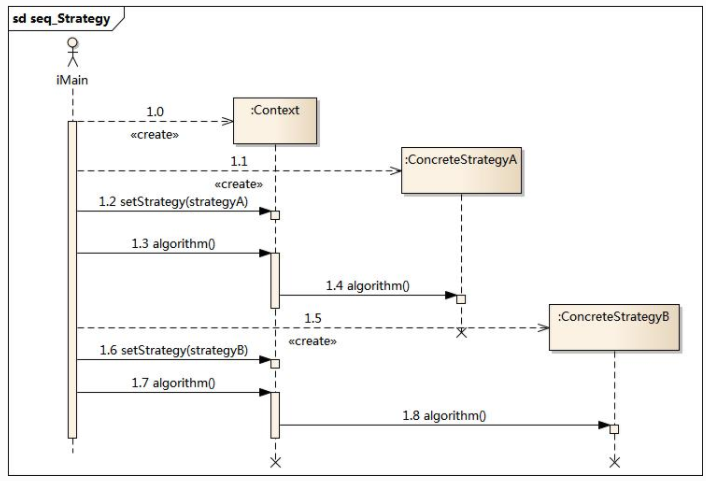 sd seq_Strategy
iMain
1.0
:Context
«create»
1.1
:ConcreteStrategyA
«create»
1.2 setStrategy(strategyA)
1.3 algorithm()
1.4 algorithm()
1.5
:ConcreteStrategyB
«create»
1.6 setStrategy(strategyB)
1.7 algorithm()
1.8 algorithm()